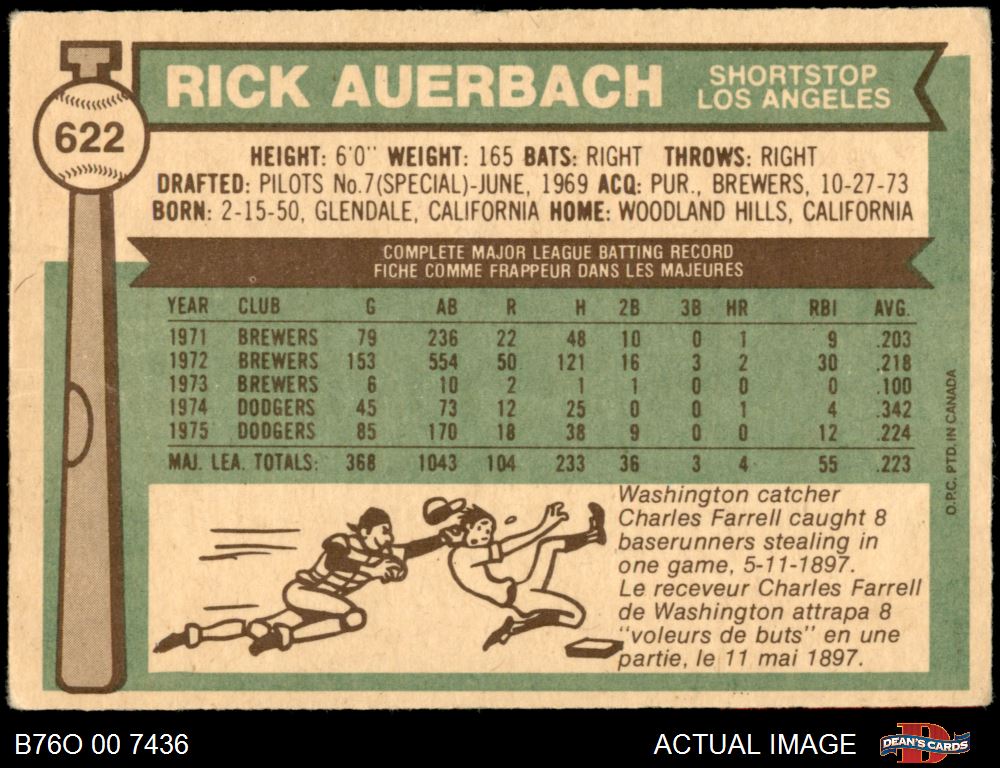 RICK AUERBACH
SHORTSTOP
LOS ANGELES
622
HEIGHT: 6'0" WEIGHT: 165 BATS: RIGHT THROWS: RIGHT
DRAFTED: PILOTS No.7(SPECIAL)-JUNE, 1969 ACQ: PUR., BREWERS, 10-27-73
BORN: 2-15-50, GLENDALE, CALIFORNIA HOME: WOODLAND HILLS, CALIFORNIA
COMPLETE MAJOR LEAGUE BATTING RECORD
FICHE COMME FRAPPEUR DANS LES MAJEURES
YEAR CLUB G AB R H 2B 3B HR RBI AVG.
1971 BREWERS 79 236 22 48 10 0 1 9 .203
1972 BREWERS 153 554 50 121 16 3 2 30 .218
1973 BREWERS 6 10 2 1 1 0 0 0 .100
1974 DODGERS 45 73 12 25 0 0 1 4 .342
1975 DODGERS 85 170 18 38 9 0 0 12 .224
MAJ. LEA. TOTALS: 368 1043 104 233 36 3 4 55 .223
O.P.C. PTD. IN CANADA
Washington catcher
Charles Farrell caught 8
baserunners stealing in
one game, 5-11-1897.
Le receveur Charles Farrell
de Washington attrapa 8
"voleurs de buts" en une
partie, le 11 mai 1897.
B76O 00 7436
ACTUAL IMAGE
D
DEAN'S CARDS